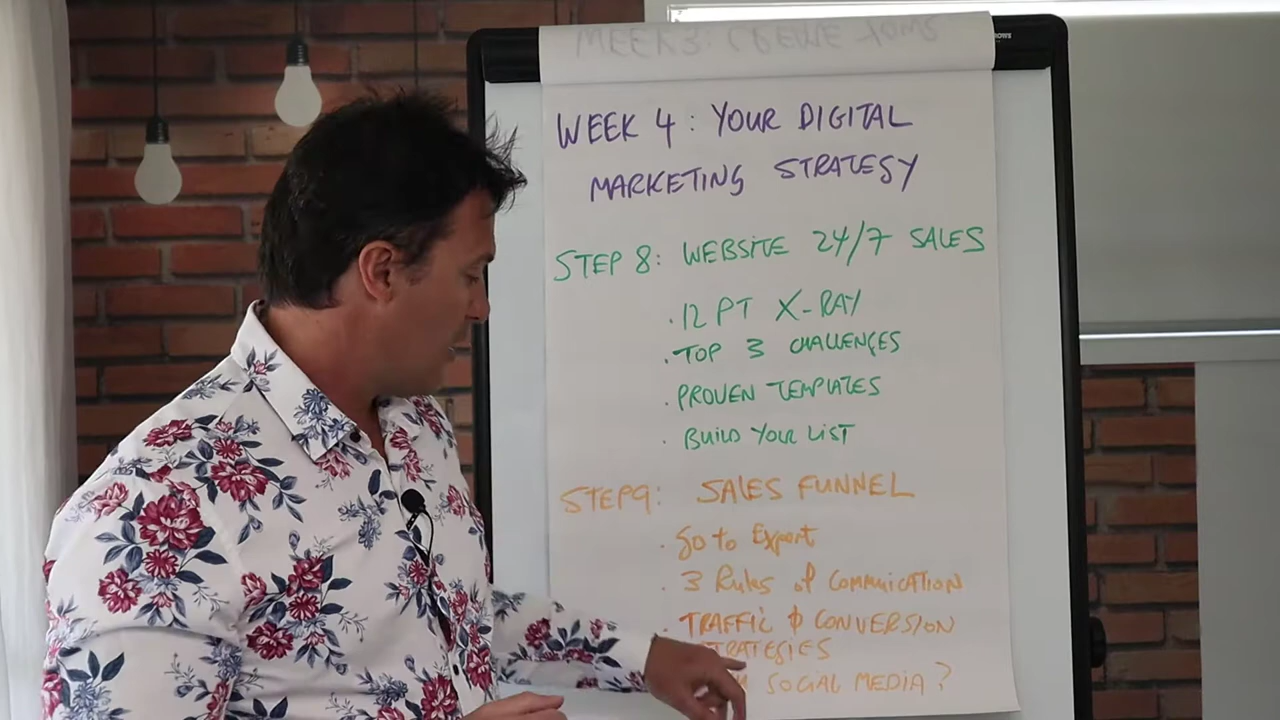 WEEK 4: YOUR DIGITAL
MARKETING STRATEGY
STEP 8: WEBSITE 24/7 SALES
· 12 PT X-RAY
· TOP 3 CHALLENGES
· PROVEN TEMPLATES
· BUILD YOUR LIST
STEP 9: SALES FUNNEL
· Go to Expert
· 3 Rules of COMMUICATION
· TRAFFIC & CONVERSION
STRATEGIES
SOCIAL MEDIA?